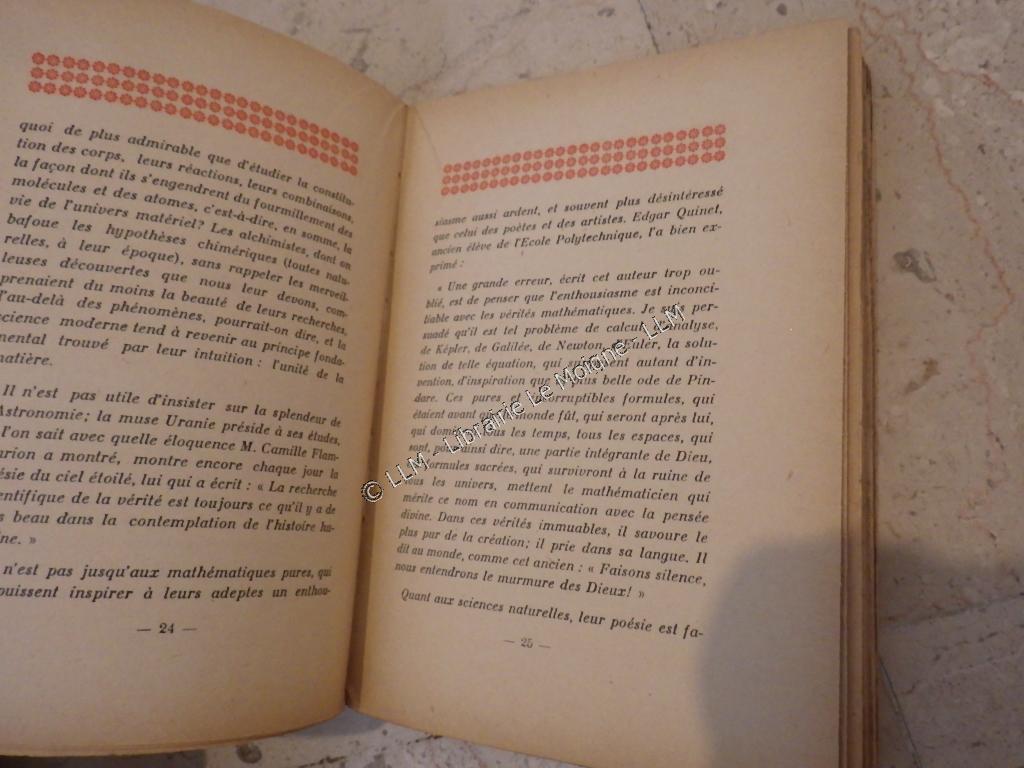 quoi de plus admirable que d'étudier la constitu-
tion des corps, leurs réactions, leurs combinaisons,
la façon dont ils s'engendrent du fourmillement des
molécules et des atomes, c'est-à-dire, en somme, la
vie de l'univers matériel? Les alchimistes, dont on
bafoue les hypothèses chimériques (toutes natu-
relles, à leur époque), sans rappeler les merveil-
leuses découvertes que nous leur devons, com-
prenaient du moins la beauté de leurs recherches,
l'au-delà des phénomènes, pourrait-on dire, et la
science moderne tend à revenir au principe fonda-
mental trouvé par leur intuition : l'unité de la
matière.
Il n'est pas utile d'insister sur la splendeur de
Astronomie; la muse Uranie préside à ses études,
l'on sait avec quelle éloquence M. Camille Flam-
arion a montré, montre encore chaque jour la
ésie du ciel étoilé, lui qui a écrit : « La recherche
entifique de la vérité est toujours ce qu'il y a de
s beau dans la contemplation de l'histoire hu-
ine. »
n'est pas jusqu'aux mathématiques pures, qui
ouissent inspirer à leurs adeptes un enthou-
— 24 —
siasme aussi ardent, et souvent plus désintéressé
que celui des poètes et des artistes. Edgar Quinet,
ancien élève de l'Ecole Polytechnique, l'a bien ex-
primé :
« Une grande erreur, écrit cet auteur trop ou-
blié, est de penser que l'enthousiasme est inconci-
liable avec les vérités mathématiques. Je suis per-
suadé qu'il est tel problème de calcul d'analyse,
de Képler, de Galilée, de Newton, d'Euler, la solu-
tion de telle équation, qui supposent autant d'in-
vention, d'inspiration que la plus belle ode de Pin-
dare. Ces pures et incorruptibles formules, qui
étaient avant que le monde fût, qui seront après lui,
qui dominent tous les temps, tous les espaces, qui
sont, pour ainsi dire, une partie intégrante de Dieu,
formules sacrées, qui survivront à la ruine de
tous les univers, mettent le mathématicien qui
mérite ce nom en communication avec la pensée
divine. Dans ces vérités immuables, il savoure le
plus pur de la création; il prie dans sa langue. Il
dit au monde, comme cet ancien : « Faisons silence,
nous entendrons le murmure des Dieux! »
Quant aux sciences naturelles, leur poésie est fa-
— 25 —
© LLM - Librairie Le Moigne - LLM